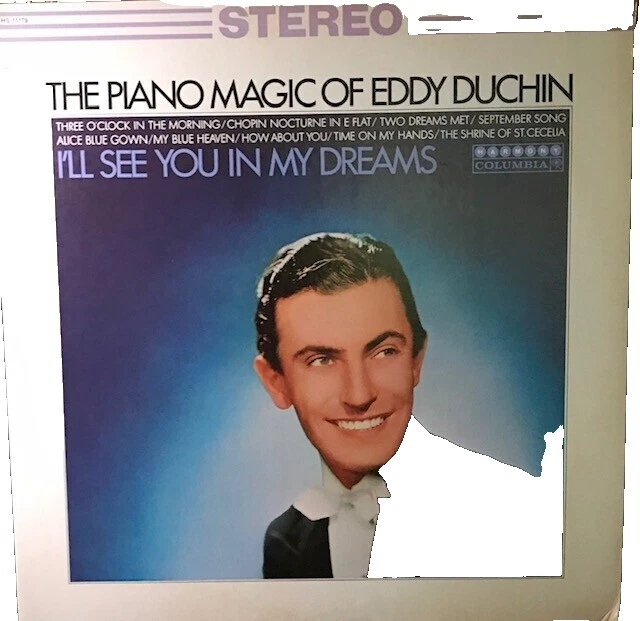 STEREO
THE PIANO MAGIC OF EDDY DUCHIN
THREE O'CLOCK IN THE MORNING/CHOPIN NOCTURNE IN E FLAT/TWO DREAMS MET/SEPTEMBER SONG
ALICE BLUE GOWN/MY BLUE HEAVEN/HOW ABOUT YOU/TIME ON MY HANDS/THE SHRINE OF ST. CECELIA
I'LL SEE YOU IN MY DREAMS
HARMONY
COLUMBIA